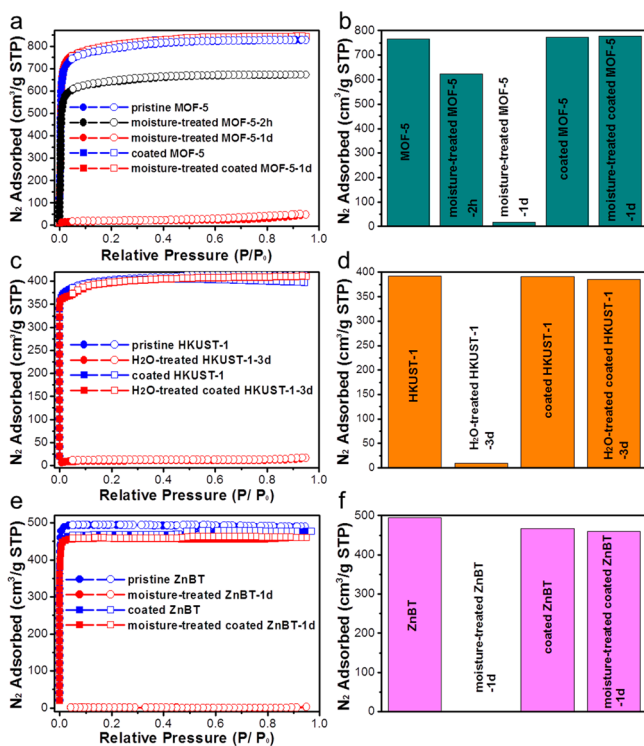 a
N₂ Adsorbed (cm³/g STP)
800
700
600
500
400
300
200
100
0
pristine MOF-5
moisture-treated MOF-5-2h
moisture-treated MOF-5-1d
coated MOF-5
moisture-treated coated MOF-5-1d
0.0 0.2 0.4 0.6 0.8 1.0
Relative Pressure (P/P₀)
b
N₂ Adsorbed (cm³/g STP)
800
700
600
500
400
300
200
100
0
MOF-5
moisture-treated MOF-5
-2h
moisture-treated MOF-5
-1d
coated MOF-5
moisture-treated coated MOF-5
-1d
c
N₂ Adsorbed (cm³/g STP)
400
350
300
250
200
150
100
50
0
pristine HKUST-1
H₂O-treated HKUST-1-3d
coated HKUST-1
H₂O-treated coated HKUST-1-3d
0.0 0.2 0.4 0.6 0.8 1.0
Relative Pressure (P/ P₀)
d
N₂ Adsorbed (cm³/g STP)
400
350
300
250
200
150
100
50
0
HKUST-1
H₂O-treated HKUST-1
-3d
coated HKUST-1
H₂O-treated coated HKUST-1
-3d
e
N₂ Adsorbed (cm³/g STP)
500
400
300
200
100
0
pristine ZnBT
moisture-treated ZnBT-1d
coated ZnBT
moisture-treated coated ZnBT-1d
0.0 0.2 0.4 0.6 0.8 1.0
Relative Pressure (P/ P₀)
f
N₂ Adsorbed (cm³/g STP)
500
400
300
200
100
0
ZnBT
moisture-treated ZnBT
-1d
coated ZnBT
moisture-treated coated ZnBT
-1d